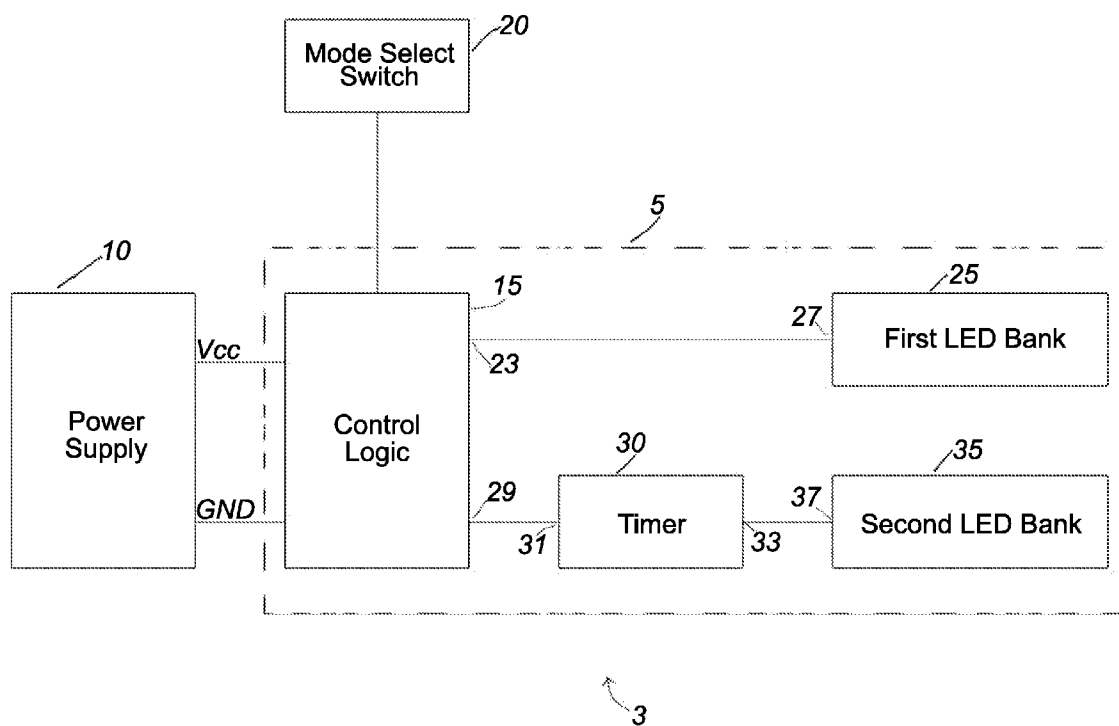 20
Mode Select
Switch
5
10
15
25
Vcc
23
27
First LED Bank
Power
Supply
Control
Logic
30
35
GND
29
31
Timer
33
37
Second LED Bank
3